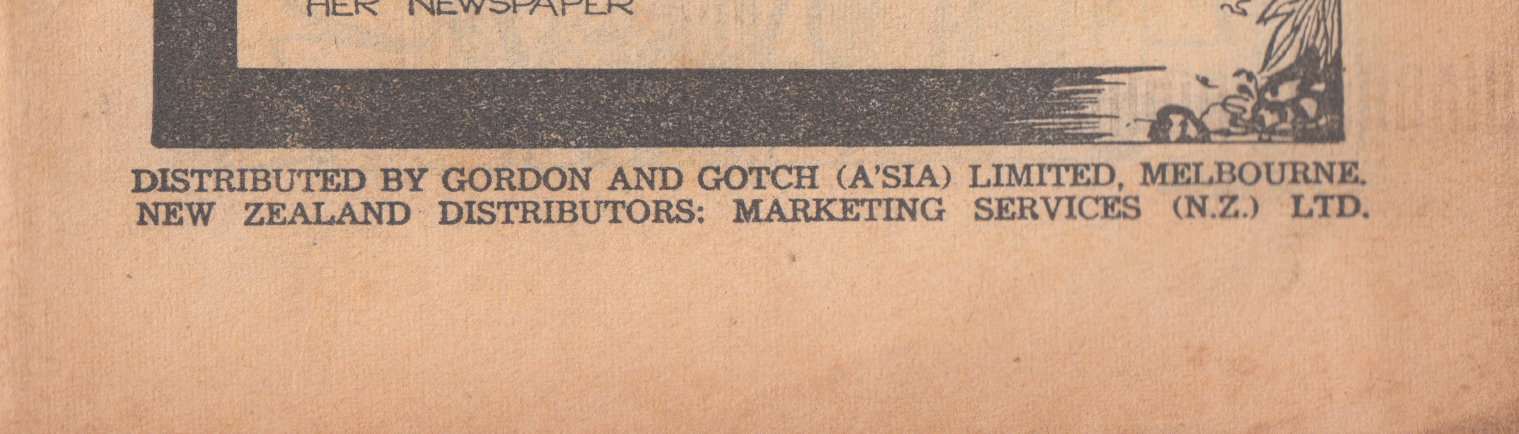 HER NEWSPAPER
DISTRIBUTED BY GORDON AND GOTCH (A'SIA) LIMITED, MELBOURNE.
NEW ZEALAND DISTRIBUTORS: MARKETING SERVICES (N.Z.) LTD.